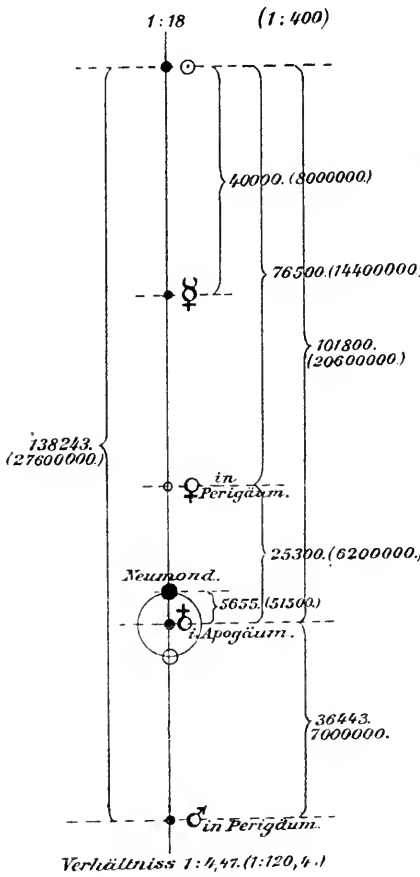 1:18 (1:400)
☉
40000. (8000000.)
☿
76500. (14400000)
101800.
(20600000.)
138243.
(27600000.)
♀ in
Perigäum.
25300. (6200000.)
Neumond.
5655. (51500.)
i. Apogäum.
36443.
7000000.
♂ in Perigäum.
Verhältniss 1:4,47. (1:120,4.)